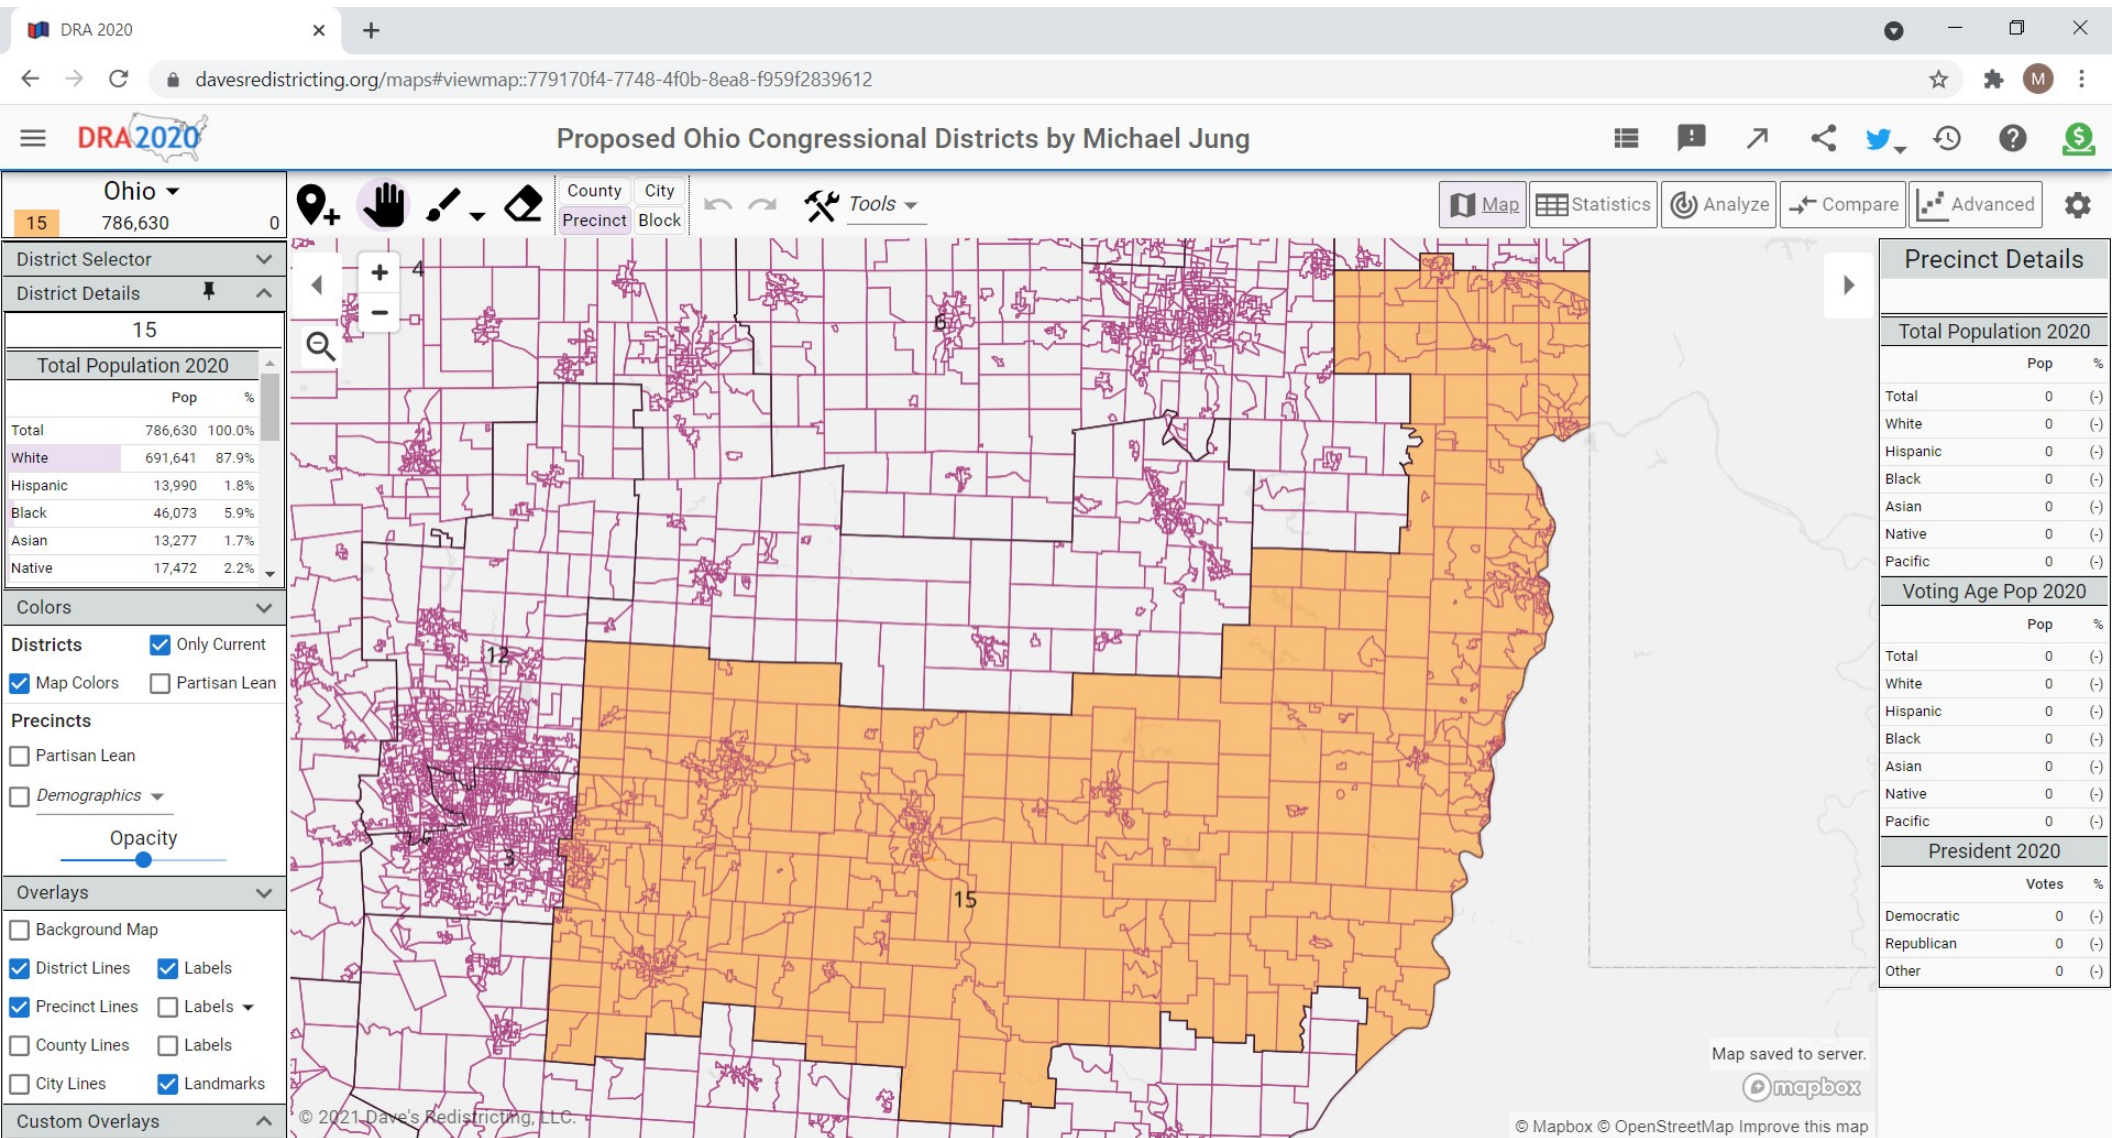 DRA 2020
davesredistricting.org/maps#viewmap::779170f4-7748-4f0b-8ea8-f959f2839612
M
DRA2020
Proposed Ohio Congressional Districts by Michael Jung
Ohio
15 786,630 0
County City
Precinct Block
Tools
Map Statistics Analyze Compare Advanced
District Selector
District Details
15
Total Population 2020
Pop %
Total 786,630 100.0%
White 691,641 87.9%
Hispanic 13,990 1.8%
Black 46,073 5.9%
Asian 13,277 1.7%
Native 17,472 2.2%
Colors
Districts Only Current
Map Colors Partisan Lean
Precincts
Partisan Lean
Demographics
Opacity
Overlays
Background Map
District Lines Labels
Precinct Lines Labels
County Lines Labels
City Lines Landmarks
Custom Overlays
4
6
12
3
15
© 2021 Dave's Redistricting, LLC.
Map saved to server.
mapbox
© Mapbox © OpenStreetMap Improve this map
Precinct Details
Total Population 2020
Pop %
Total 0 (-)
White 0 (-)
Hispanic 0 (-)
Black 0 (-)
Asian 0 (-)
Native 0 (-)
Pacific 0 (-)
Voting Age Pop 2020
Pop %
Total 0 (-)
White 0 (-)
Hispanic 0 (-)
Black 0 (-)
Asian 0 (-)
Native 0 (-)
Pacific 0 (-)
President 2020
Votes %
Democratic 0 (-)
Republican 0 (-)
Other 0 (-)